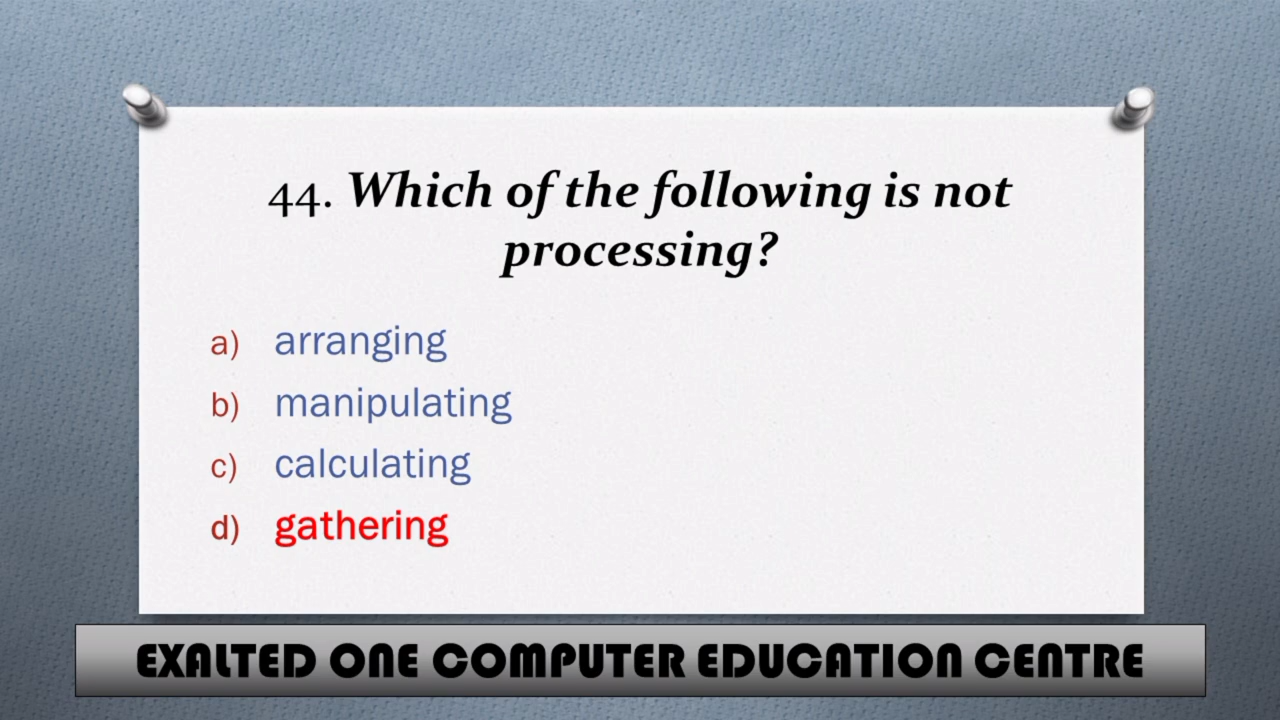 44. Which of the following is not
processing?
a) arranging
b) manipulating
c) calculating
d) gathering
EXALTED ONE COMPUTER EDUCATION CENTRE